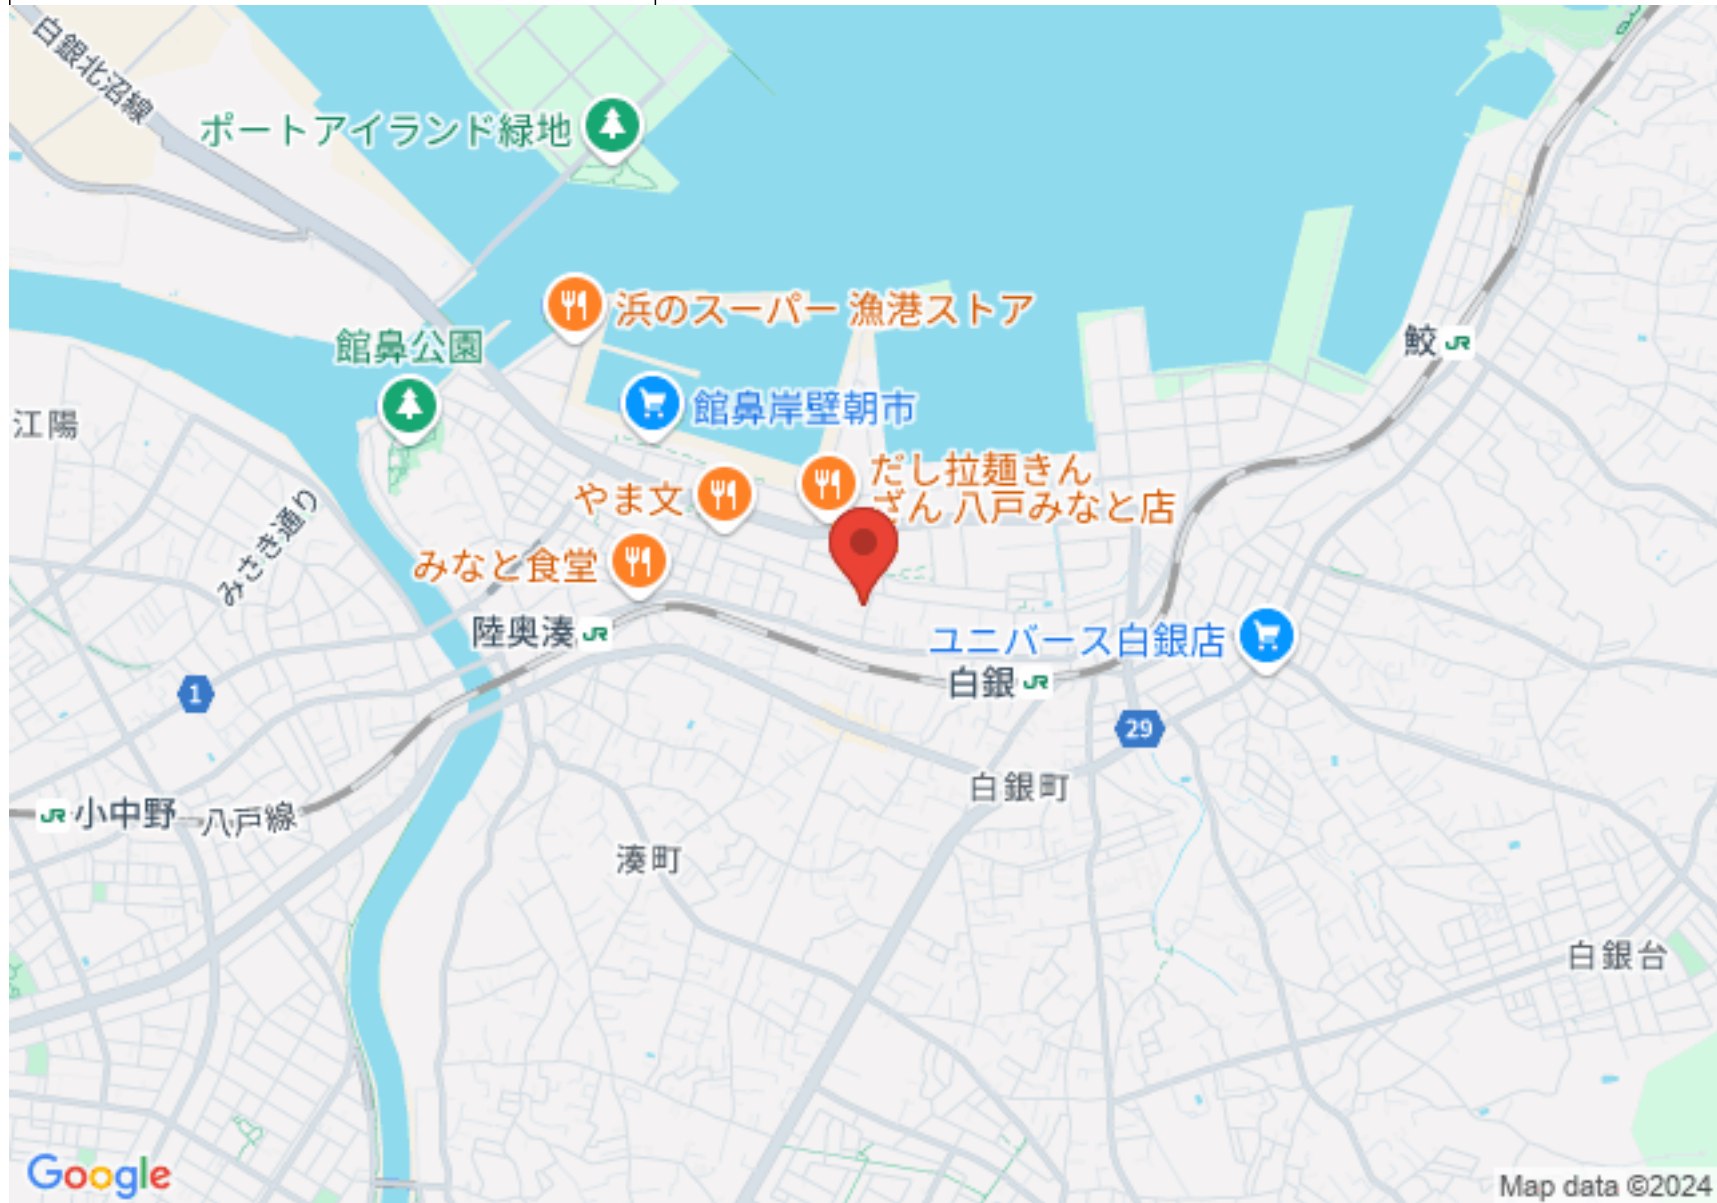 白銀北沼線
ポートアイランド緑地
浜のスーパー 漁港ストア
館鼻公園
鮫 JR
館鼻岸壁朝市
江陽
だし拉麺きん
ざん 八戸みなと店
やま文
みさき通り
みなと食堂
陸奥湊 JR
ユニバース白銀店
白銀 JR
1
29
白銀町
JR 小中野
八戸線
湊町
白銀台
Google
Map data ©2024